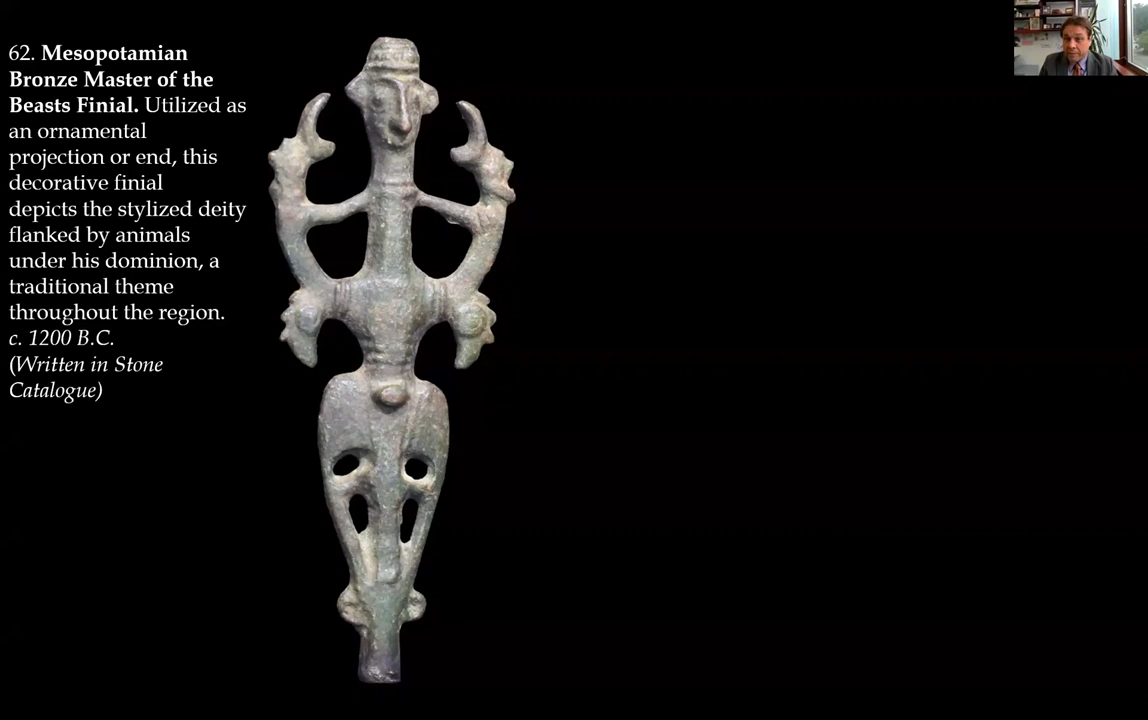 62. Mesopotamian
Bronze Master of the
Beasts Finial. Utilized as
an ornamental
projection or end, this
decorative finial
depicts the stylized deity
flanked by animals
under his dominion, a
traditional theme
throughout the region.
c. 1200 B.C.
(Written in Stone
Catalogue)